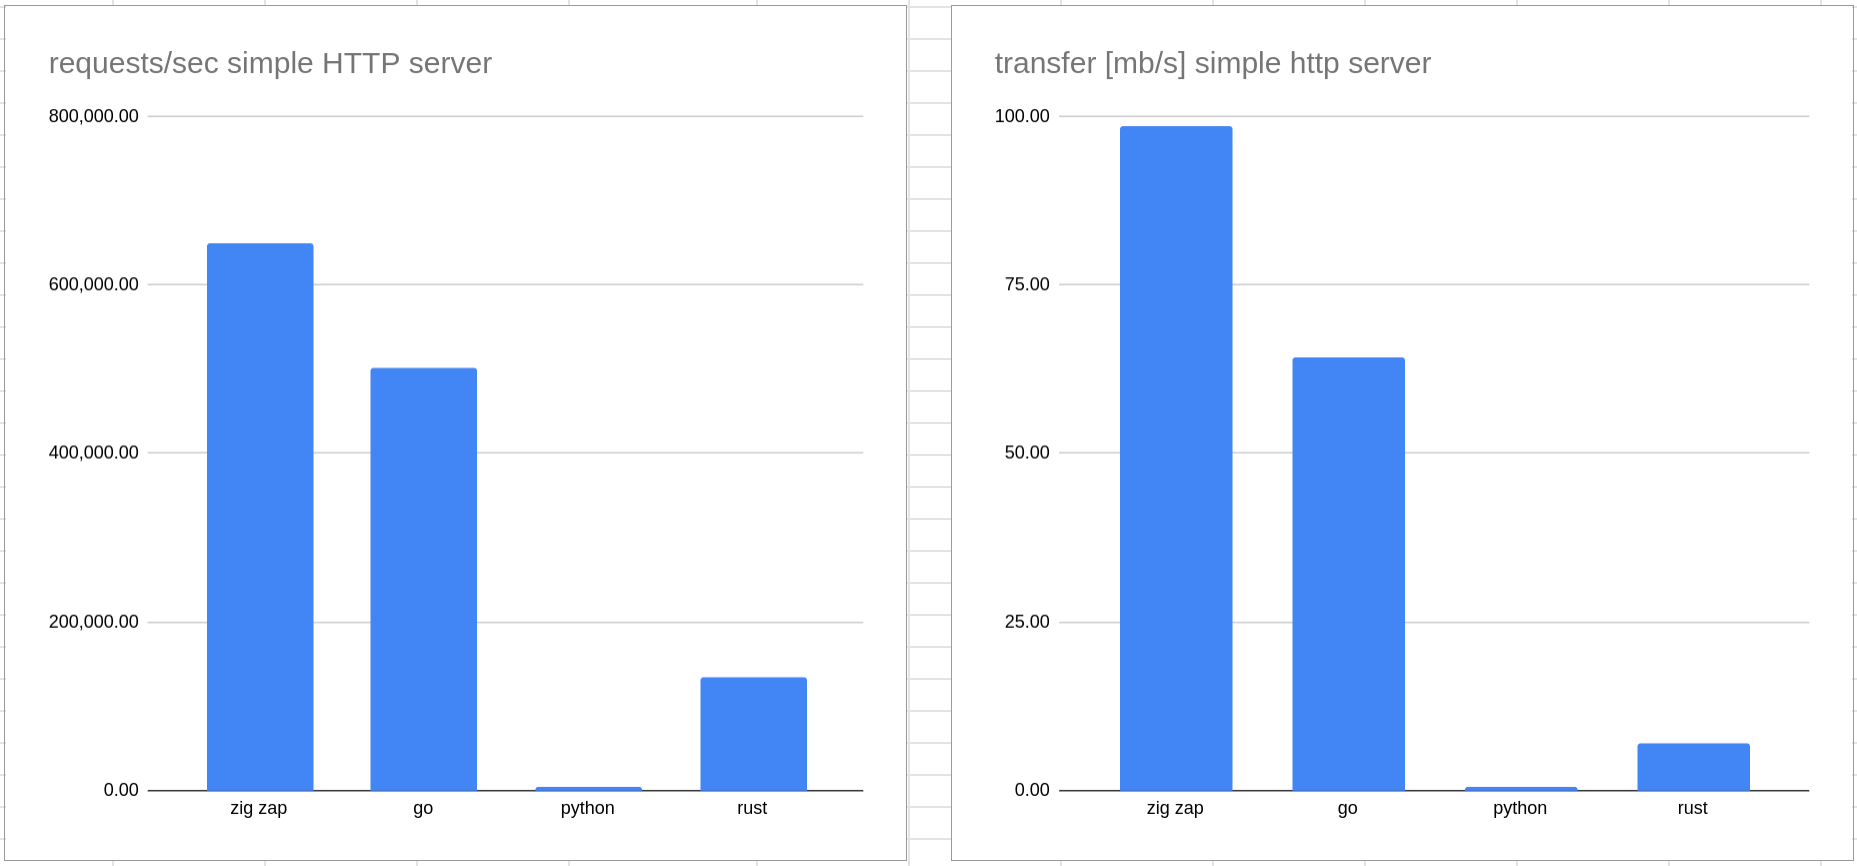 requests/sec simple HTTP server
800,000.00
600,000.00
400,000.00
200,000.00
0.00
zig zap
go
python
rust
transfer [mb/s] simple http server
100.00
75.00
50.00
25.00
0.00
zig zap
go
python
rust